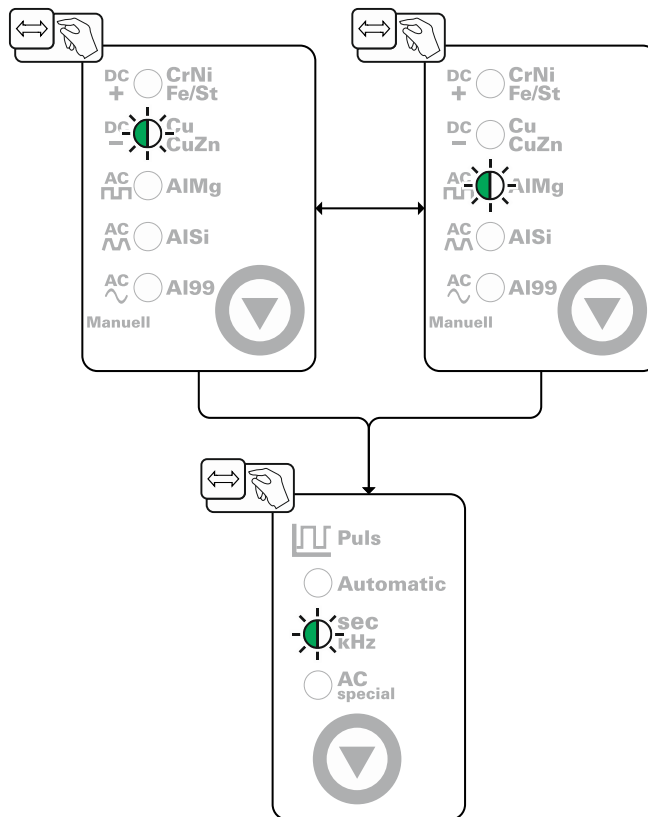 DC
+
CrNi
Fe/St
DC
−
Cu
CuZn
AC
AlMg
AC
AlSi
AC
Al99
Manuell
DC
+
CrNi
Fe/St
DC
−
Cu
CuZn
AC
AlMg
AC
AlSi
AC
Al99
Manuell
Puls
Automatic
sec
kHz
AC
special